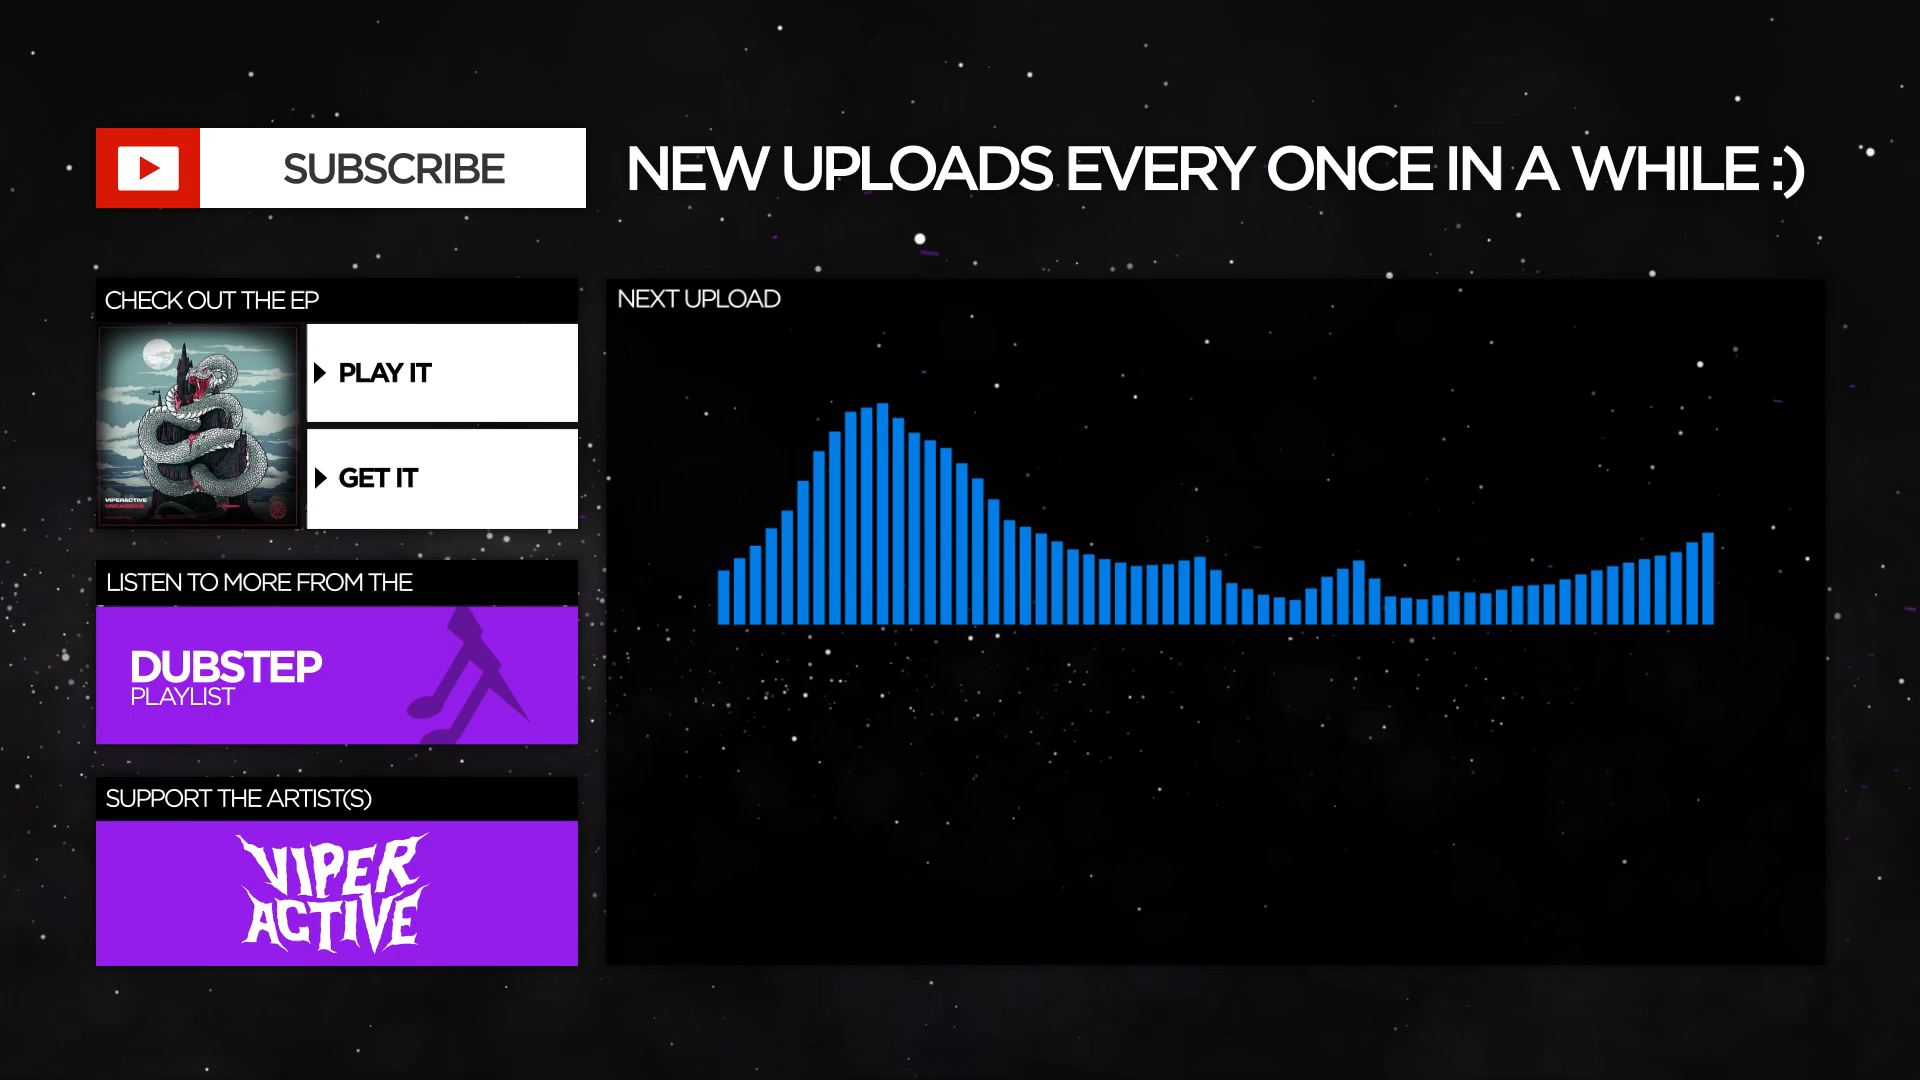 SUBSCRIBE
NEW UPLOADS EVERY ONCE IN A WHILE :)
CHECK OUT THE EP
PLAY IT
GET IT
VIPERACTIVE
NEXT UPLOAD
LISTEN TO MORE FROM THE
DUBSTEP
PLAYLIST
SUPPORT THE ARTIST(S)
VIPER
ACTIVE